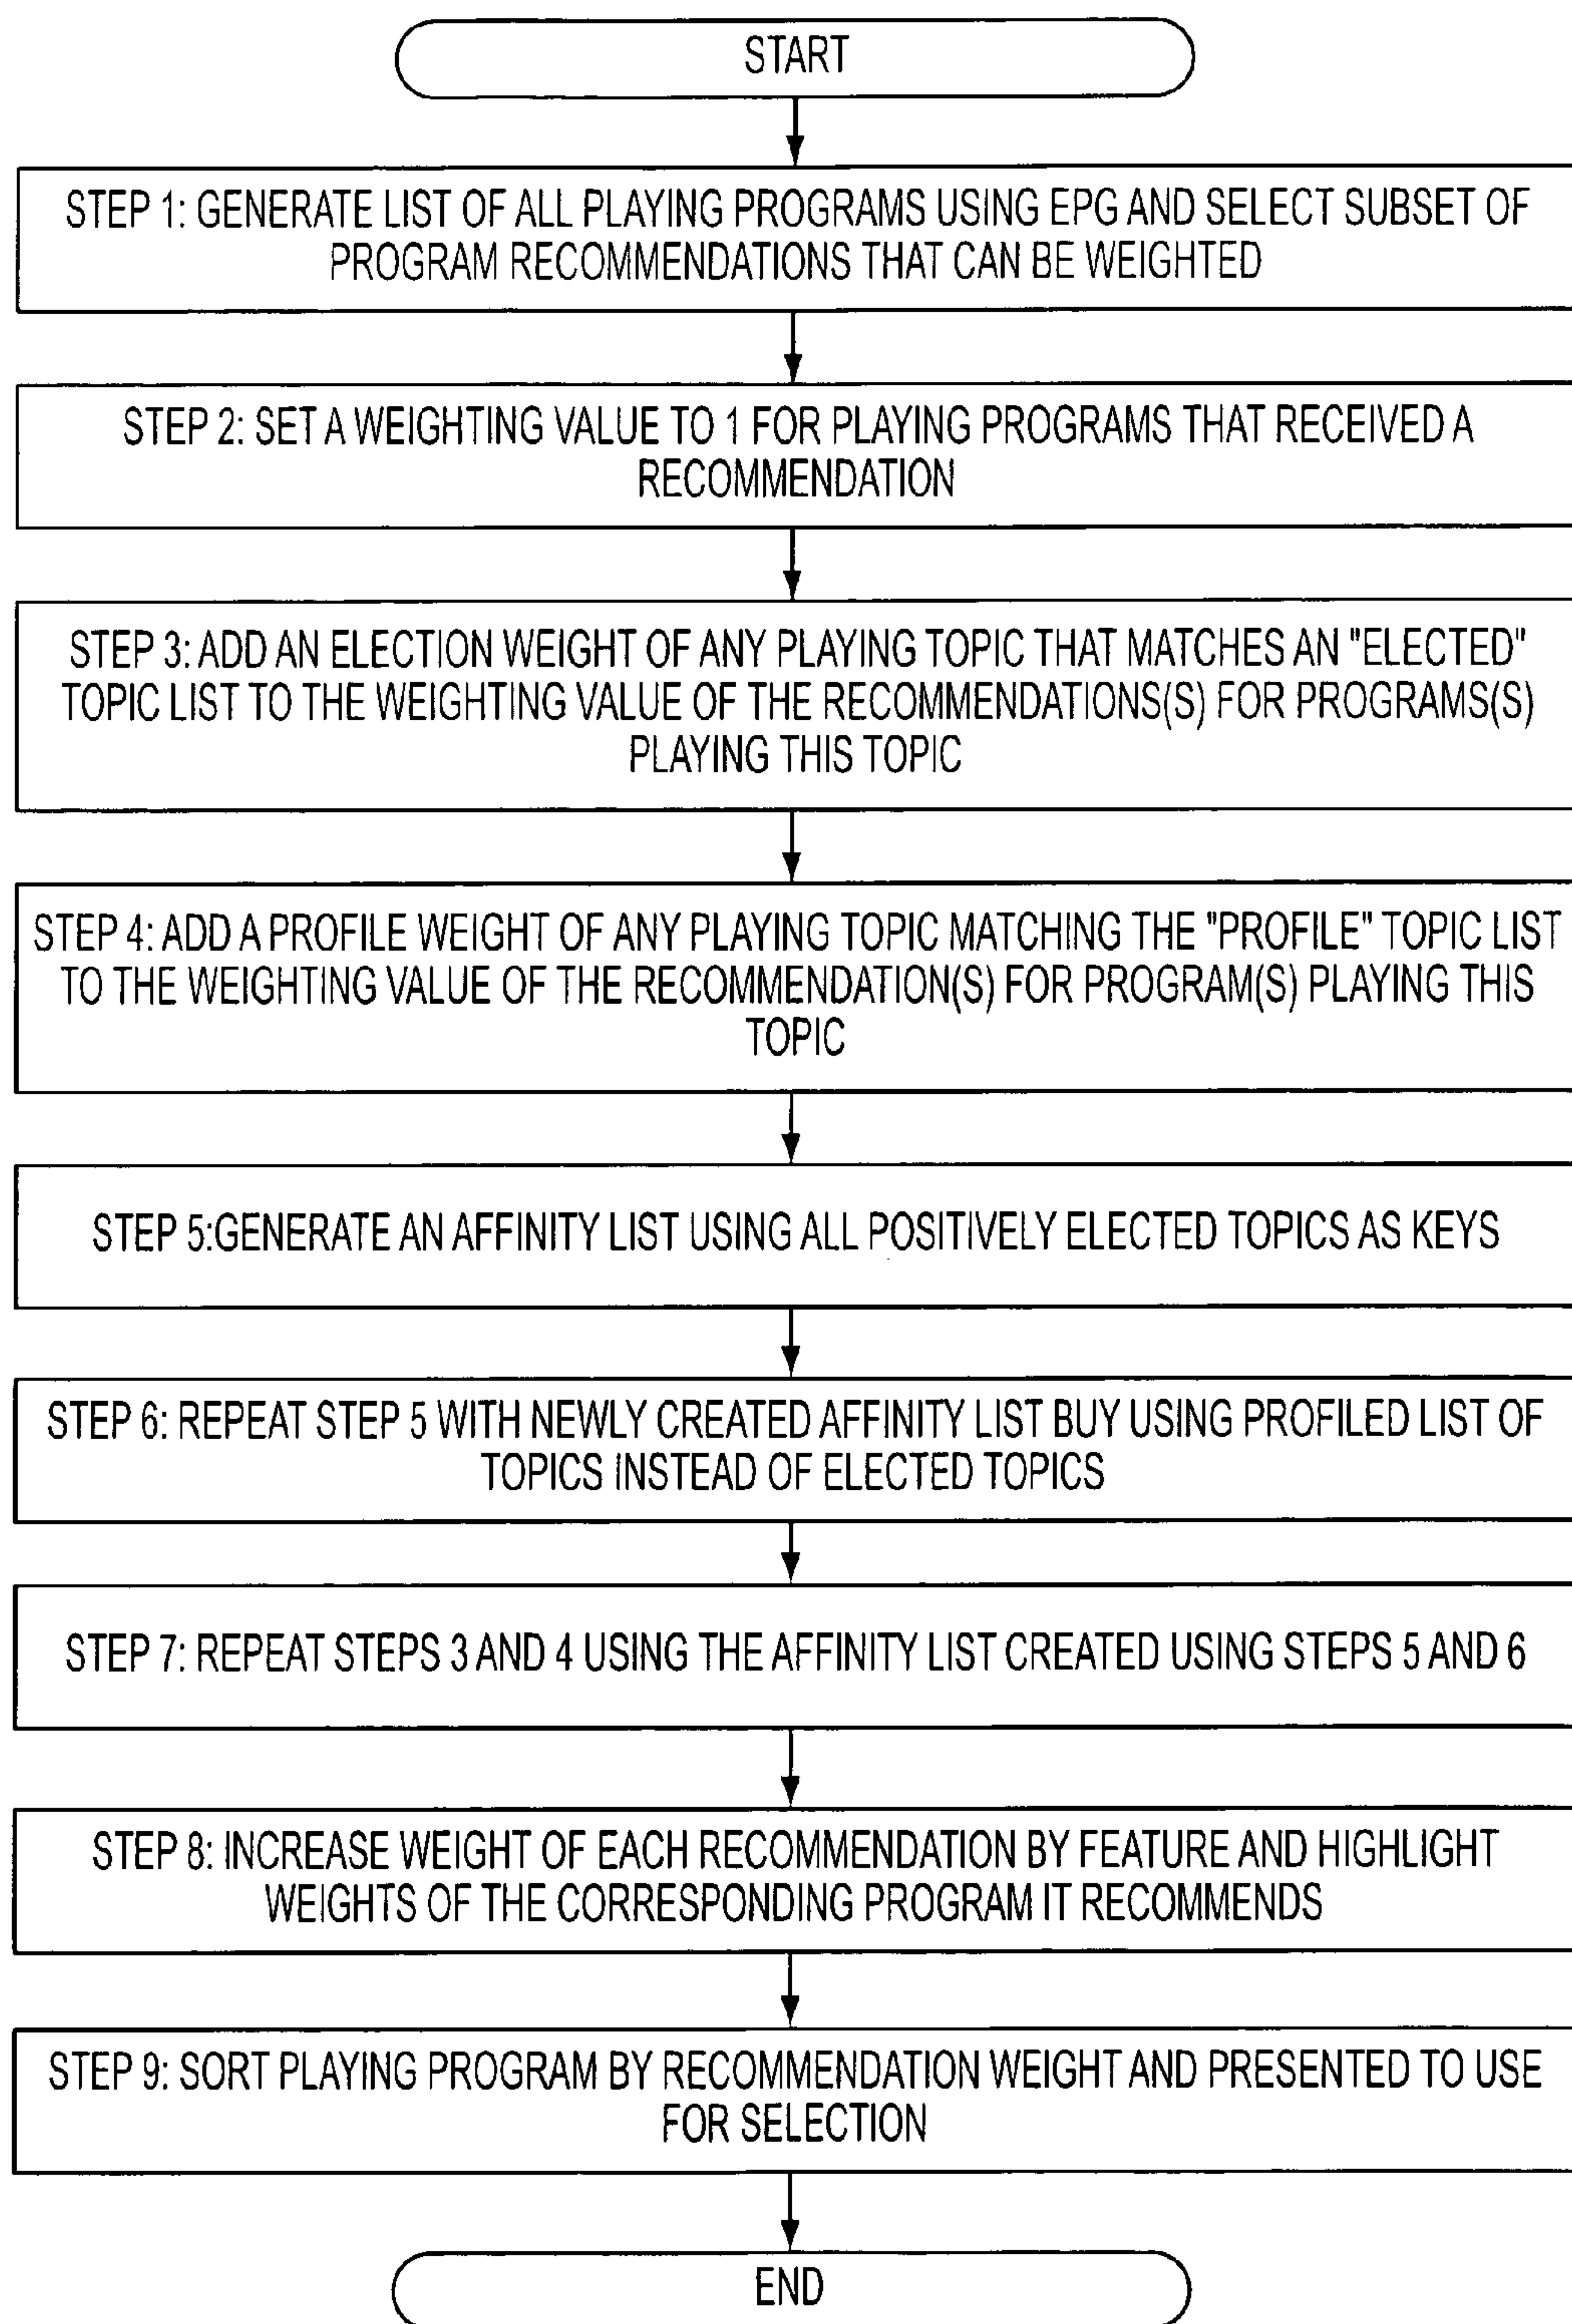 START
STEP 1: GENERATE LIST OF ALL PLAYING PROGRAMS USING EPG AND SELECT SUBSET OF
PROGRAM RECOMMENDATIONS THAT CAN BE WEIGHTED
STEP 2: SET A WEIGHTING VALUE TO 1 FOR PLAYING PROGRAMS THAT RECEIVED A
RECOMMENDATION
STEP 3: ADD AN ELECTION WEIGHT OF ANY PLAYING TOPIC THAT MATCHES AN "ELECTED"
TOPIC LIST TO THE WEIGHTING VALUE OF THE RECOMMENDATIONS(S) FOR PROGRAMS(S)
PLAYING THIS TOPIC
STEP 4: ADD A PROFILE WEIGHT OF ANY PLAYING TOPIC MATCHING THE "PROFILE" TOPIC LIST
TO THE WEIGHTING VALUE OF THE RECOMMENDATION(S) FOR PROGRAM(S) PLAYING THIS
TOPIC
STEP 5:GENERATE AN AFFINITY LIST USING ALL POSITIVELY ELECTED TOPICS AS KEYS
STEP 6: REPEAT STEP 5 WITH NEWLY CREATED AFFINITY LIST BUY USING PROFILED LIST OF
TOPICS INSTEAD OF ELECTED TOPICS
STEP 7: REPEAT STEPS 3 AND 4 USING THE AFFINITY LIST CREATED USING STEPS 5 AND 6
STEP 8: INCREASE WEIGHT OF EACH RECOMMENDATION BY FEATURE AND HIGHLIGHT
WEIGHTS OF THE CORRESPONDING PROGRAM IT RECOMMENDS
STEP 9: SORT PLAYING PROGRAM BY RECOMMENDATION WEIGHT AND PRESENTED TO USE
FOR SELECTION
END